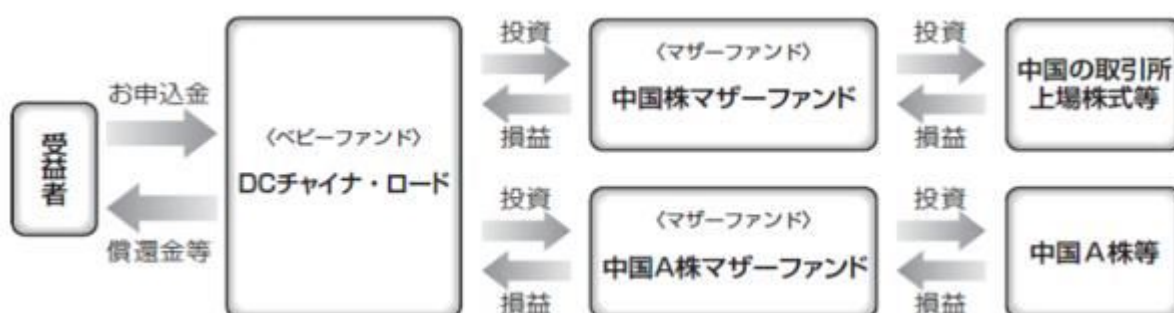 受益者
お申込金
償還金等
〈ベビーファンド〉
DCチャイナ・ロード
投資
損益
〈マザーファンド〉
中国株マザーファンド
投資
損益
中国の取引所
上場株式等
投資
損益
〈マザーファンド〉
中国A株マザーファンド
投資
損益
中国A株等